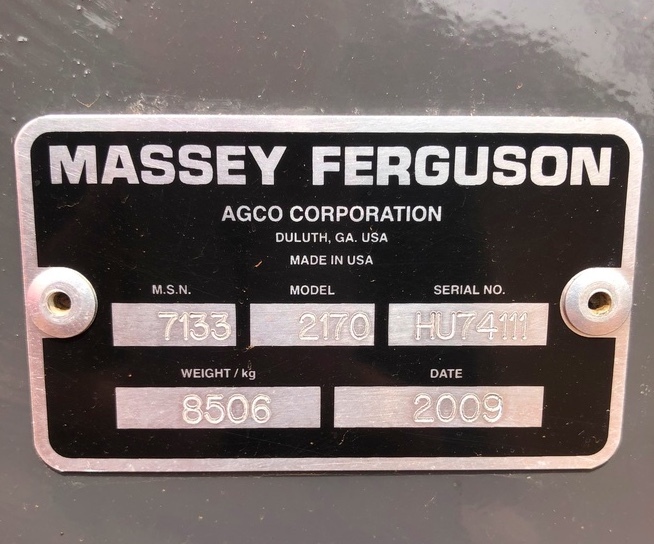 MASSEY FERGUSON
AGCO CORPORATION
DULUTH, GA. USA
MADE IN USA
M.S.N. MODEL SERIAL NO.
7133 2170 HU74111
WEIGHT / kg DATE
8506 2009